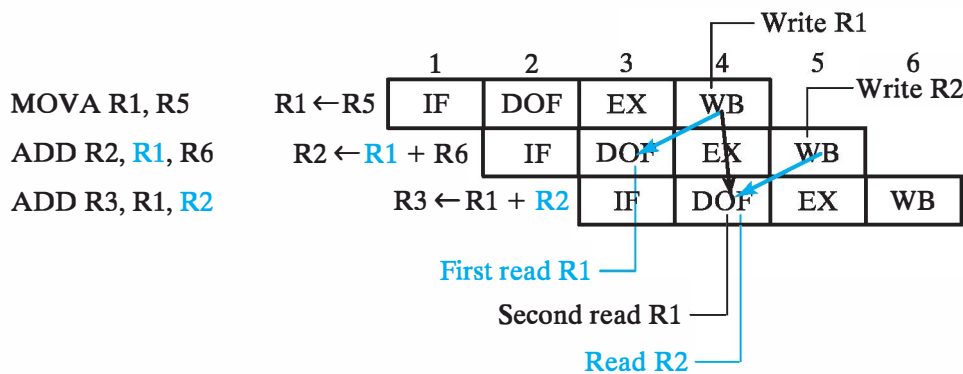 Write R1
1 2 3 4 5 6
Write R2
MOVA R1, R5 R1 ← R5 IF DOF EX WB
ADD R2, R1, R6 R2 ← R1 + R6 IF DOF EX WB
ADD R3, R1, R2 R3 ← R1 + R2 IF DOF EX WB
First read R1
Second read R1
Read R2